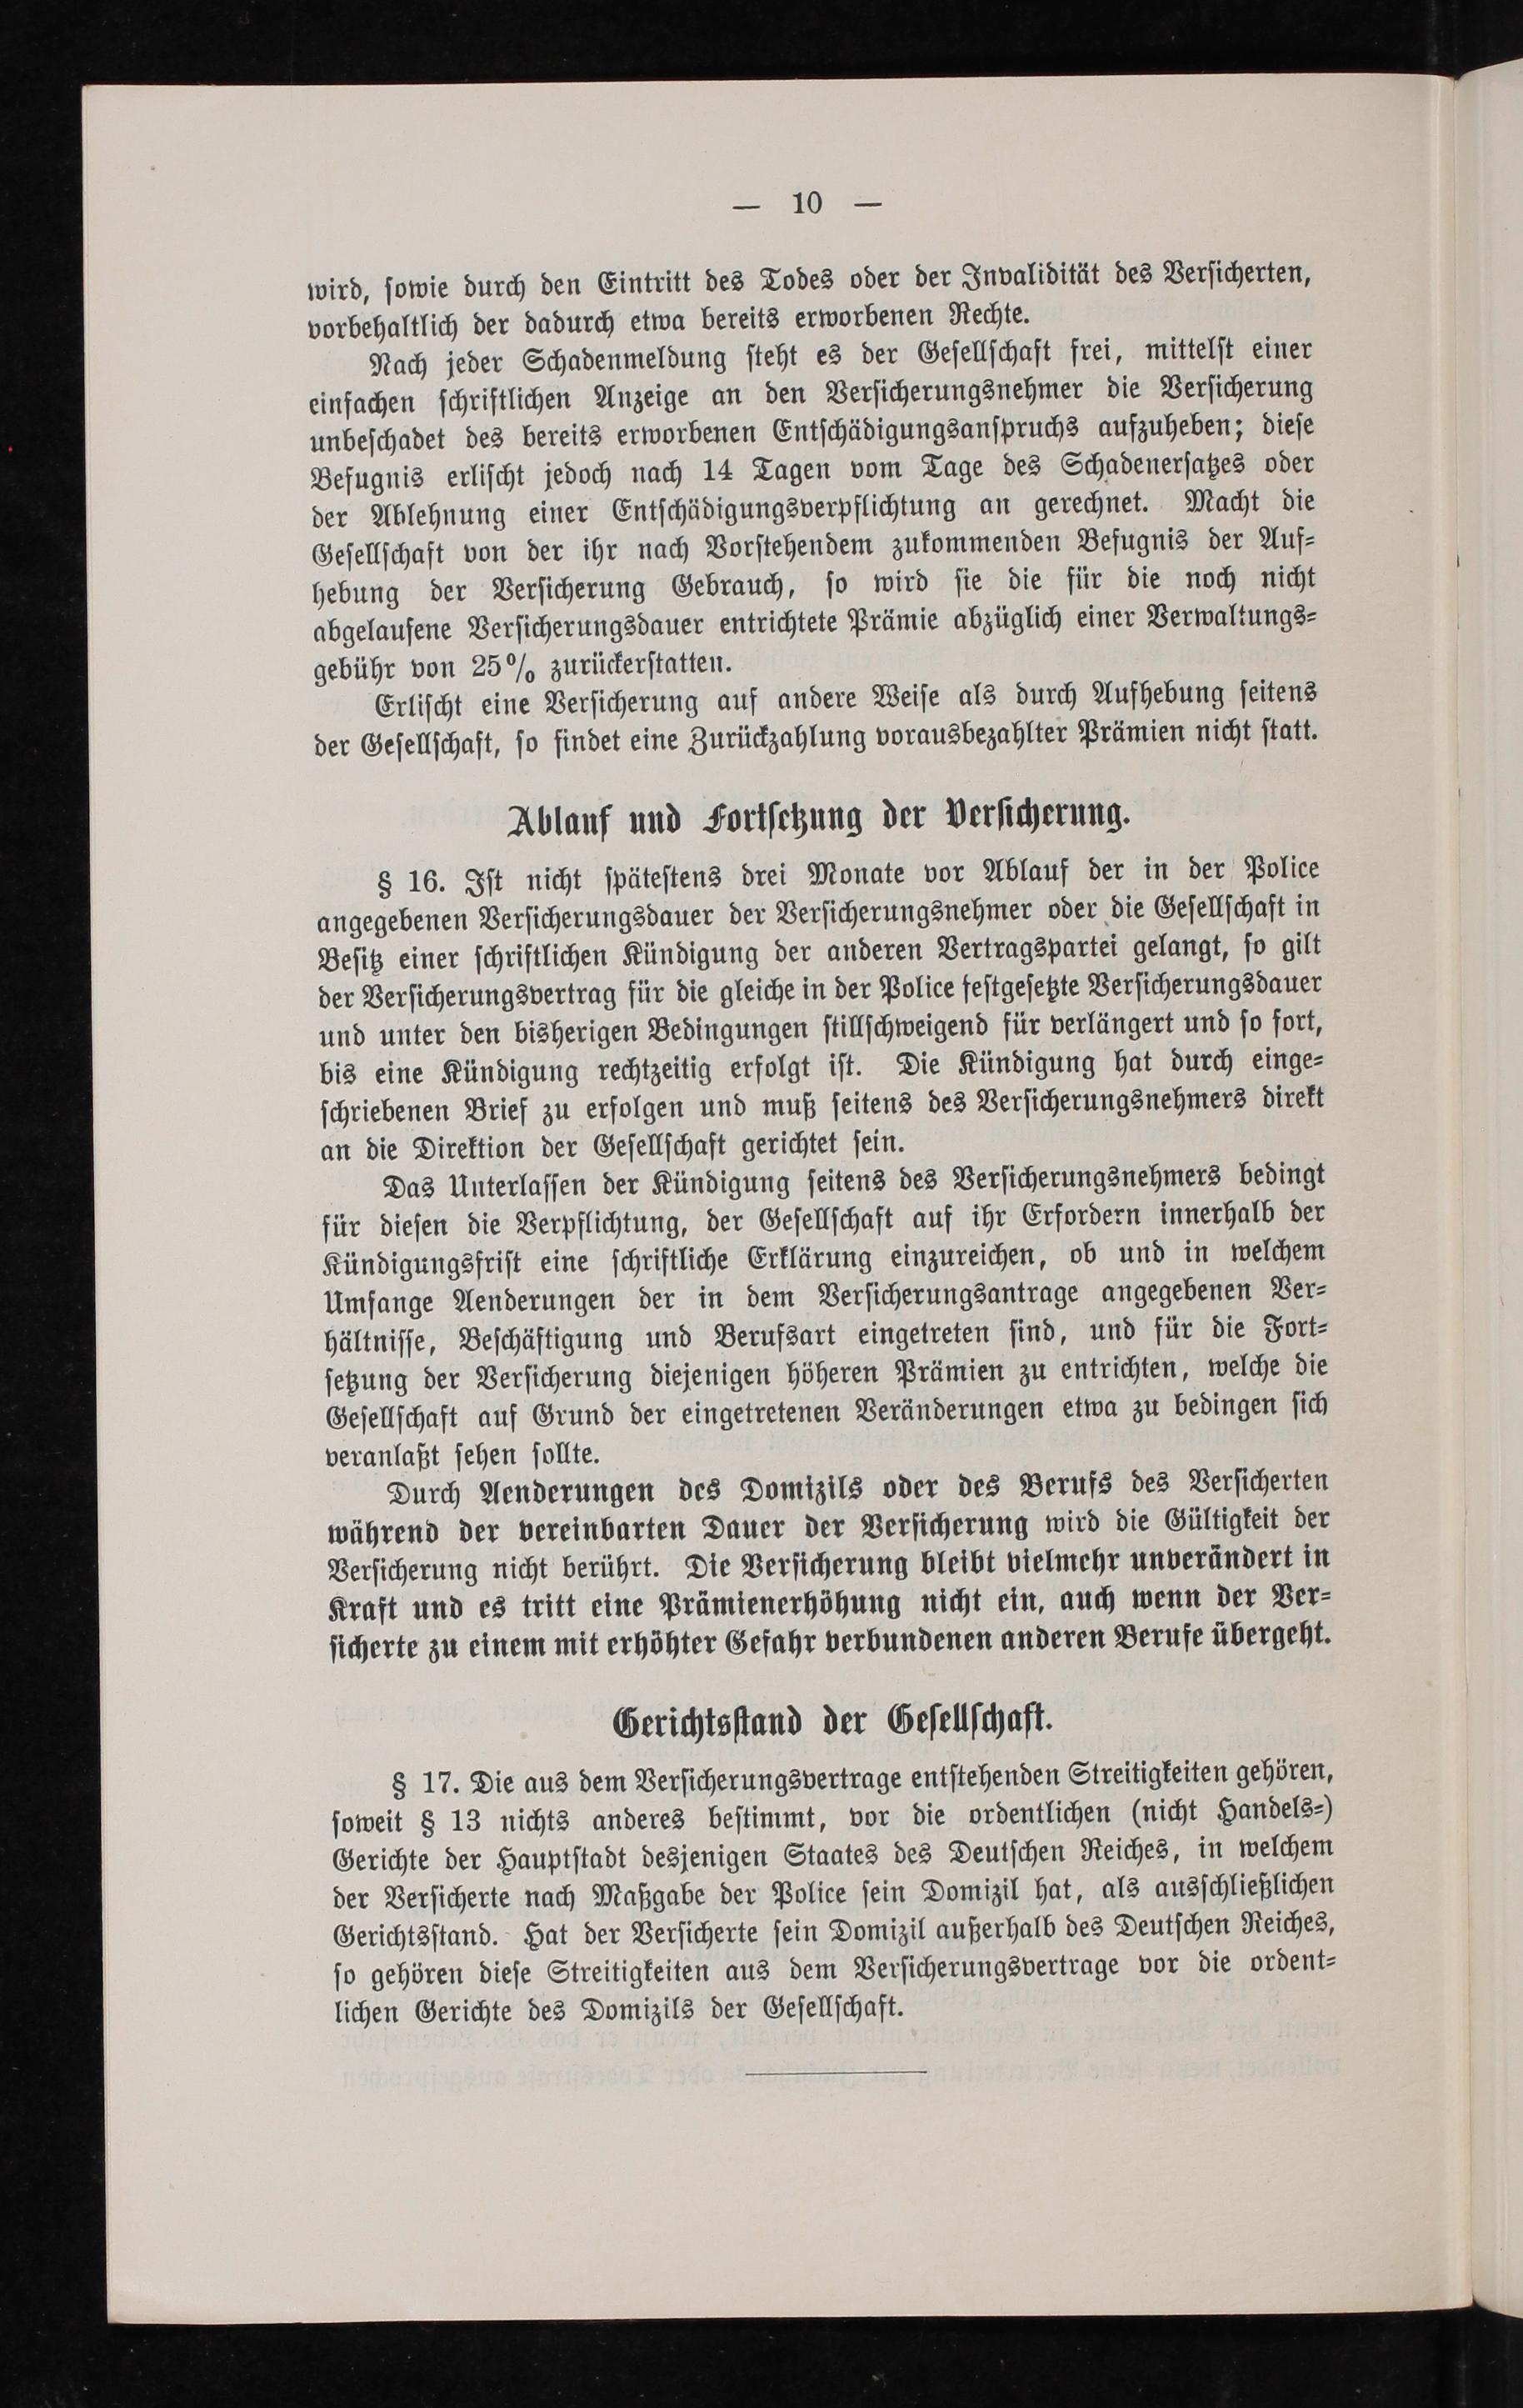 — 10 —
wird, sowie durch den Eintritt des Todes oder der Invalidität des Versicherten,
vorbehaltlich der dadurch etwa bereits erworbenen Rechte.
Nach jeder Schadenmeldung steht es der Gesellschaft frei, mittelst einer
einfachen schriftlichen Anzeige an den Versicherungsnehmer die Versicherung
unbeschadet des bereits erworbenen Entschädigungsanspruchs aufzuheben; diese
Befugnis erlischt jedoch nach 14 Tagen vom Tage des Schadenersatzes oder
der Ablehnung einer Entschädigungsverpflichtung an gerechnet. Macht die
Gesellschaft von der ihr nach Vorstehendem zukommenden Befugnis der Auf-
hebung der Versicherung Gebrauch, so wird sie die für die noch nicht
abgelaufene Versicherungsdauer entrichtete Prämie abzüglich einer Verwaltungs-
gebühr von 25% zurückerstatten.
Erlischt eine Versicherung auf andere Weise als durch Aufhebung seitens
der Gesellschaft, so findet eine Zurückzahlung vorausbezahlter Prämien nicht statt.
Ablauf und Fortsetzung der Versicherung.
§ 16. Ist nicht spätestens drei Monate vor Ablauf der in der Police
angegebenen Versicherungsdauer der Versicherungsnehmer oder die Gesellschaft in
Besitz einer schriftlichen Kündigung der anderen Vertragspartei gelangt, so gilt
der Versicherungsvertrag für die gleiche in der Police festgesetzte Versicherungsdauer
und unter den bisherigen Bedingungen stillschweigend für verlängert und so fort,
bis eine Kündigung rechtzeitig erfolgt ist. Die Kündigung hat durch einge-
schriebenen Brief zu erfolgen und muß seitens des Versicherungsnehmers direkt
an die Direktion der Gesellschaft gerichtet sein.
Das Unterlassen der Kündigung seitens des Versicherungsnehmers bedingt
für diesen die Verpflichtung, der Gesellschaft auf ihr Erfordern innerhalb der
Kündigungsfrist eine schriftliche Erklärung einzureichen, ob und in welchem
Umfange Aenderungen der in dem Versicherungsantrage angegebenen Ver-
hältnisse, Beschäftigung und Berufsart eingetreten sind, und für die Fort-
setzung der Versicherung diejenigen höheren Prämien zu entrichten, welche die
Gesellschaft auf Grund der eingetretenen Veränderungen etwa zu bedingen sich
veranlaßt sehen sollte.
Durch Aenderungen des Domizils oder des Berufs des Versicherten
während der vereinbarten Dauer der Versicherung wird die Gültigkeit der
Versicherung nicht berührt. Die Versicherung bleibt vielmehr unverändert in
Kraft und es tritt eine Prämienerhöhung nicht ein, auch wenn der Ver-
sicherte zu einem mit erhöhter Gefahr verbundenen anderen Berufe übergeht.
Gerichtsstand der Gesellschaft.
§ 17. Die aus dem Versicherungsvertrage entstehenden Streitigkeiten gehören,
soweit § 13 nichts anderes bestimmt, vor die ordentlichen (nicht Handels-)
Gerichte der Hauptstadt desjenigen Staates des Deutschen Reiches, in welchem
der Versicherte nach Maßgabe der Police sein Domizil hat, als ausschließlichen
Gerichtsstand. Hat der Versicherte sein Domizil außerhalb des Deutschen Reiches,
so gehören diese Streitigkeiten aus dem Versicherungsvertrage vor die ordent-
lichen Gerichte des Domizils der Gesellschaft.